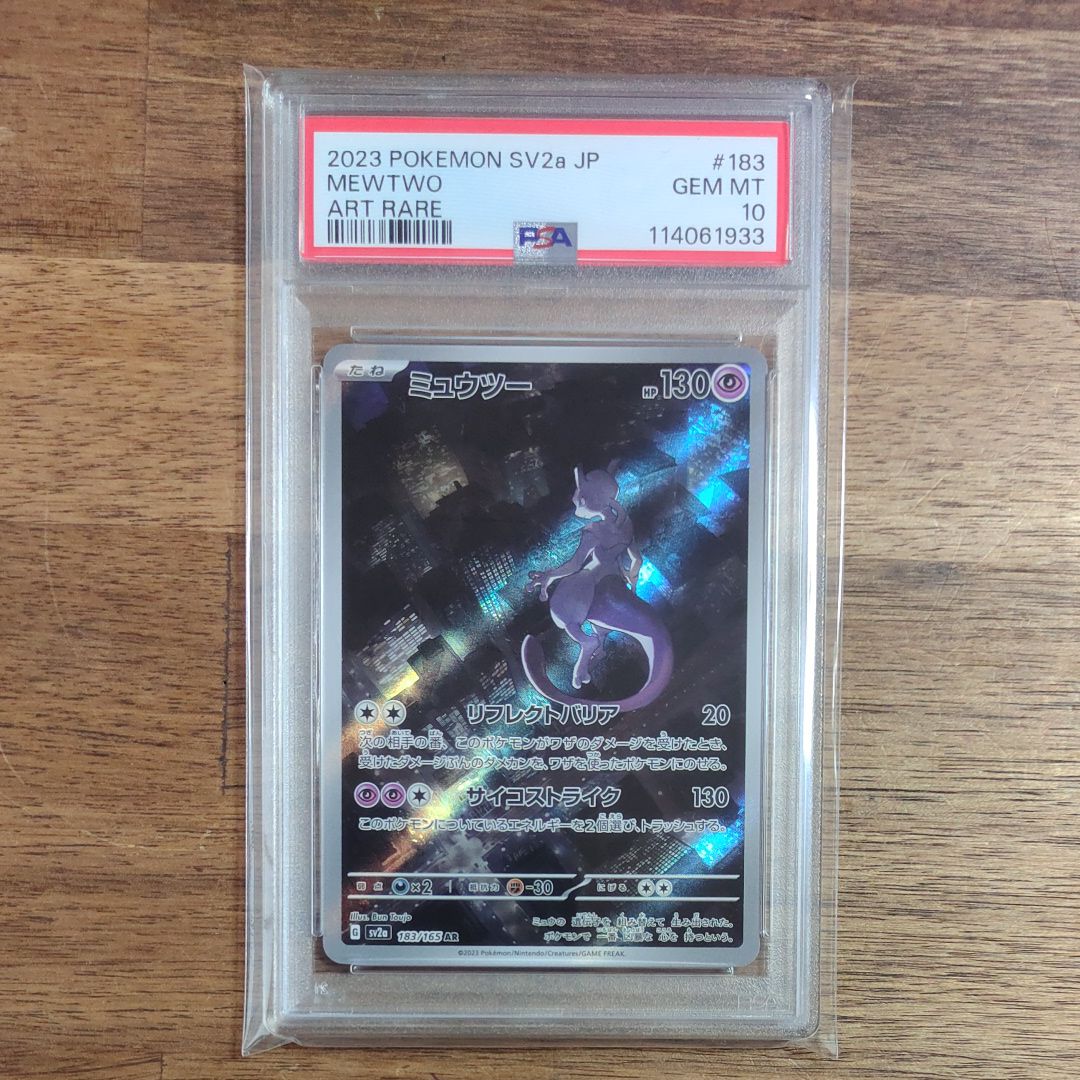 2023 POKEMON SV2a JP #183
MEWTWO GEM MT
ART RARE 10
PSA 114061933
たね ミュウツー HP 130
リフレクトバリア 20
次の相手の番、このポケモンがワザのダメージを受けたとき、
受けたダメージぶんのダメカンを、ワザを使ったポケモンにのせる。
サイコストライク 130
このポケモンについているエネルギーを2個選び、トラッシュする。
弱点 ×2 抵抗力 -30 にげる
Illus. Bun Toujo
G sv2a 183/165 AR
ミュウの 遺伝子を 組み替えて 生み出された。
ポケモンで 一番 凶暴な 心を 持つという。
©2023 Pokémon/Nintendo/Creatures/GAME FREAK.